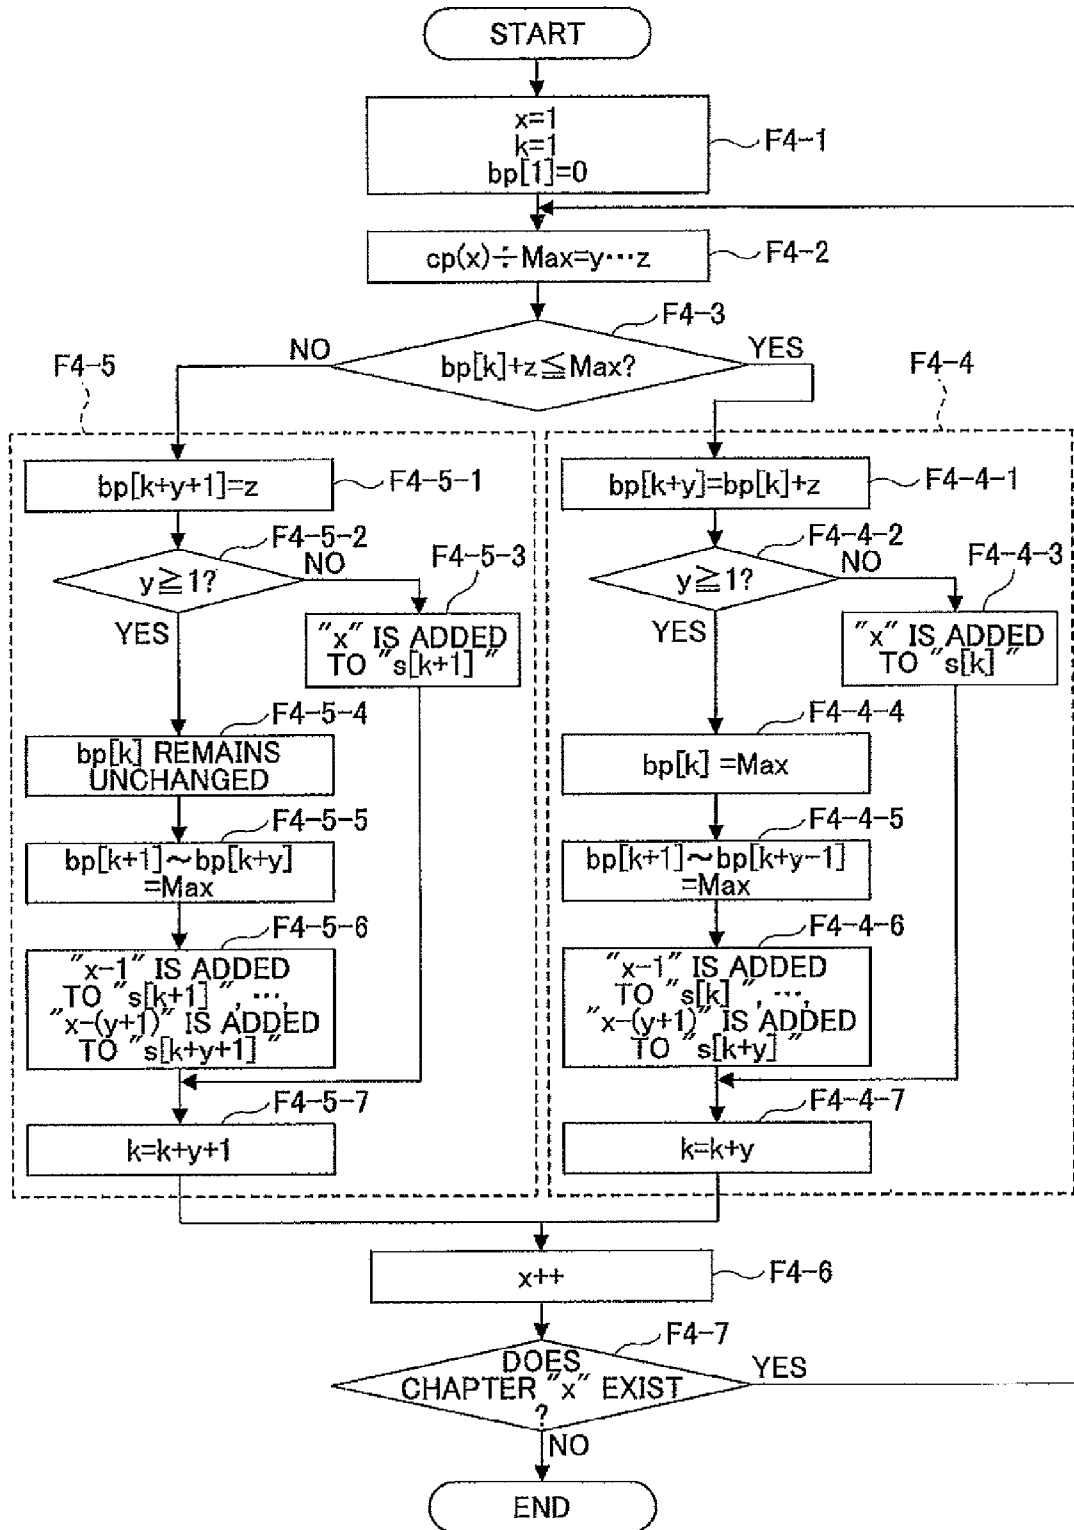 START
x=1
k=1
bp[1]=0
F4-1
cp(x)÷Max=y···z
F4-2
F4-3
bp[k]+z≦Max?
NO
YES
F4-5
F4-4
bp[k+y+1]=z
F4-5-1
F4-5-2
y≧1?
NO
YES
F4-5-3
"x" IS ADDED
TO "s[k+1]"
F4-5-4
bp[k] REMAINS
UNCHANGED
F4-5-5
bp[k+1]~bp[k+y]
=Max
F4-5-6
"x-1" IS ADDED
TO "s[k+1]", ···,
"x-(y+1)" IS ADDED
TO "s[k+y+1]"
F4-5-7
k=k+y+1
bp[k+y]=bp[k]+z
F4-4-1
F4-4-2
y≧1?
NO
YES
F4-4-3
"x" IS ADDED
TO "s[k]"
F4-4-4
bp[k] =Max
F4-4-5
bp[k+1]~bp[k+y-1]
=Max
F4-4-6
"x-1" IS ADDED
TO "s[k]", ···,
"x-(y+1)" IS ADDED
TO "s[k+y]"
F4-4-7
k=k+y
x++
F4-6
F4-7
DOES
CHAPTER "x" EXIST
?
YES
NO
END